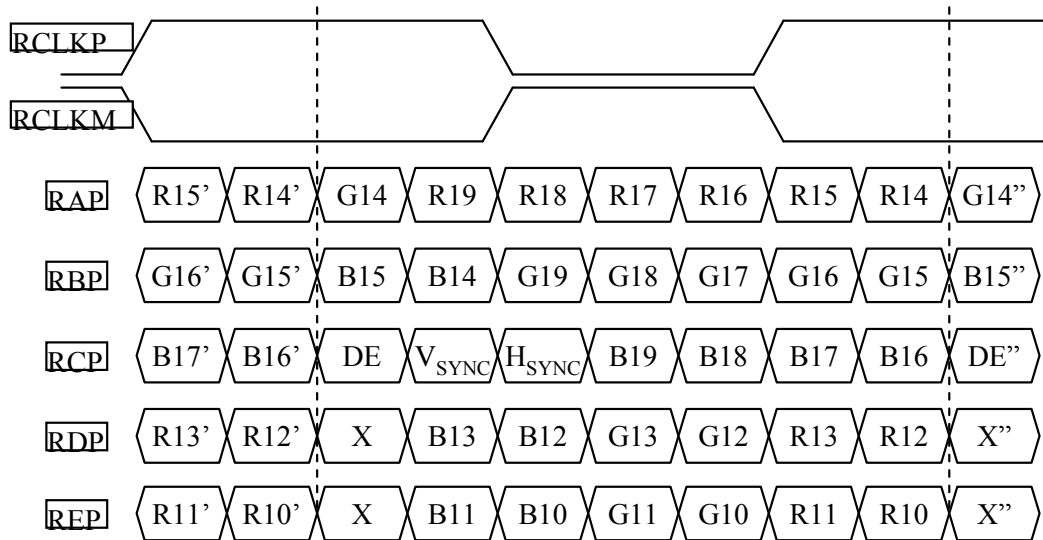 RCLKP
RCLKM
RAP R15’ R14’ G14 R19 R18 R17 R16 R15 R14 G14”
RBP G16’ G15’ B15 B14 G19 G18 G17 G16 G15 B15”
RCP B17’ B16’ DE VSYNC HSYNC B19 B18 B17 B16 DE”
RDP R13’ R12’ X B13 B12 G13 G12 R13 R12 X”
REP R11’ R10’ X B11 B10 G11 G10 R11 R10 X”